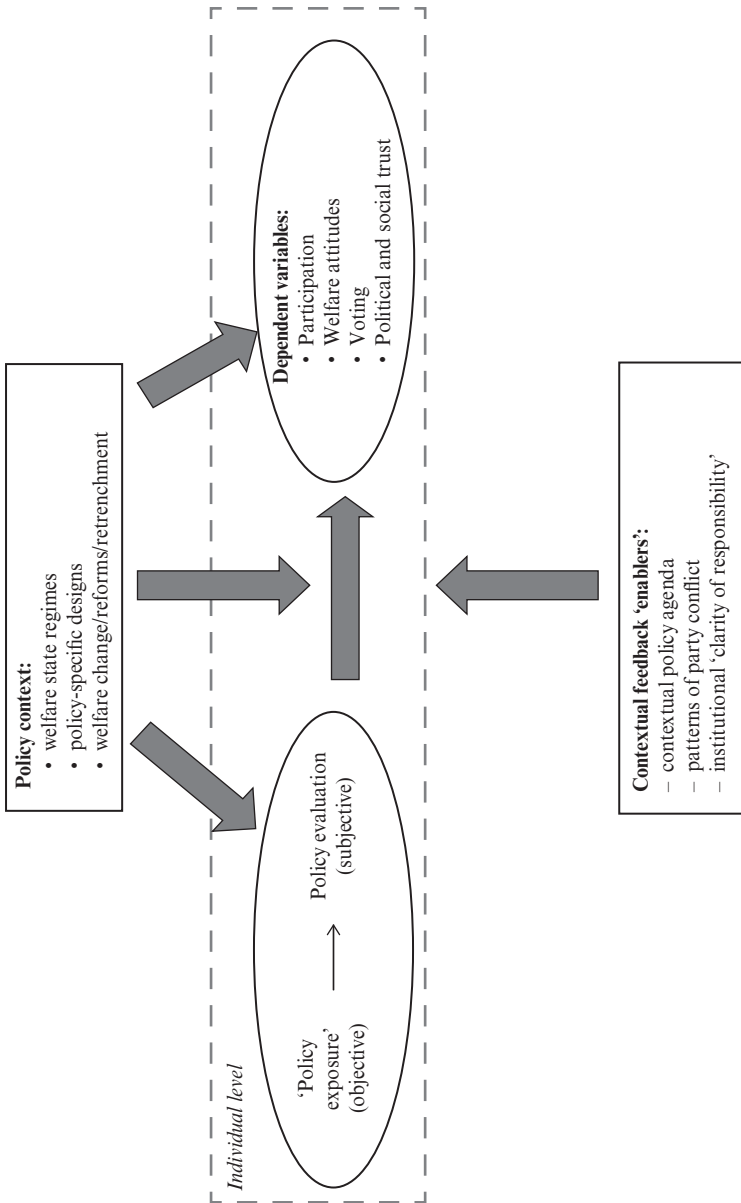 Policy context:
• welfare state regimes
• policy-specific designs
• welfare change/reforms/retrenchment
Individual level
‘Policy
exposure’
(objective)
Policy evaluation
(subjective)
Dependent variables:
• Participation
• Welfare attitudes
• Voting
• Political and social trust
Contextual feedback ‘enablers’:
– contextual policy agenda
– patterns of party conflict
– institutional ‘clarity of responsibility’